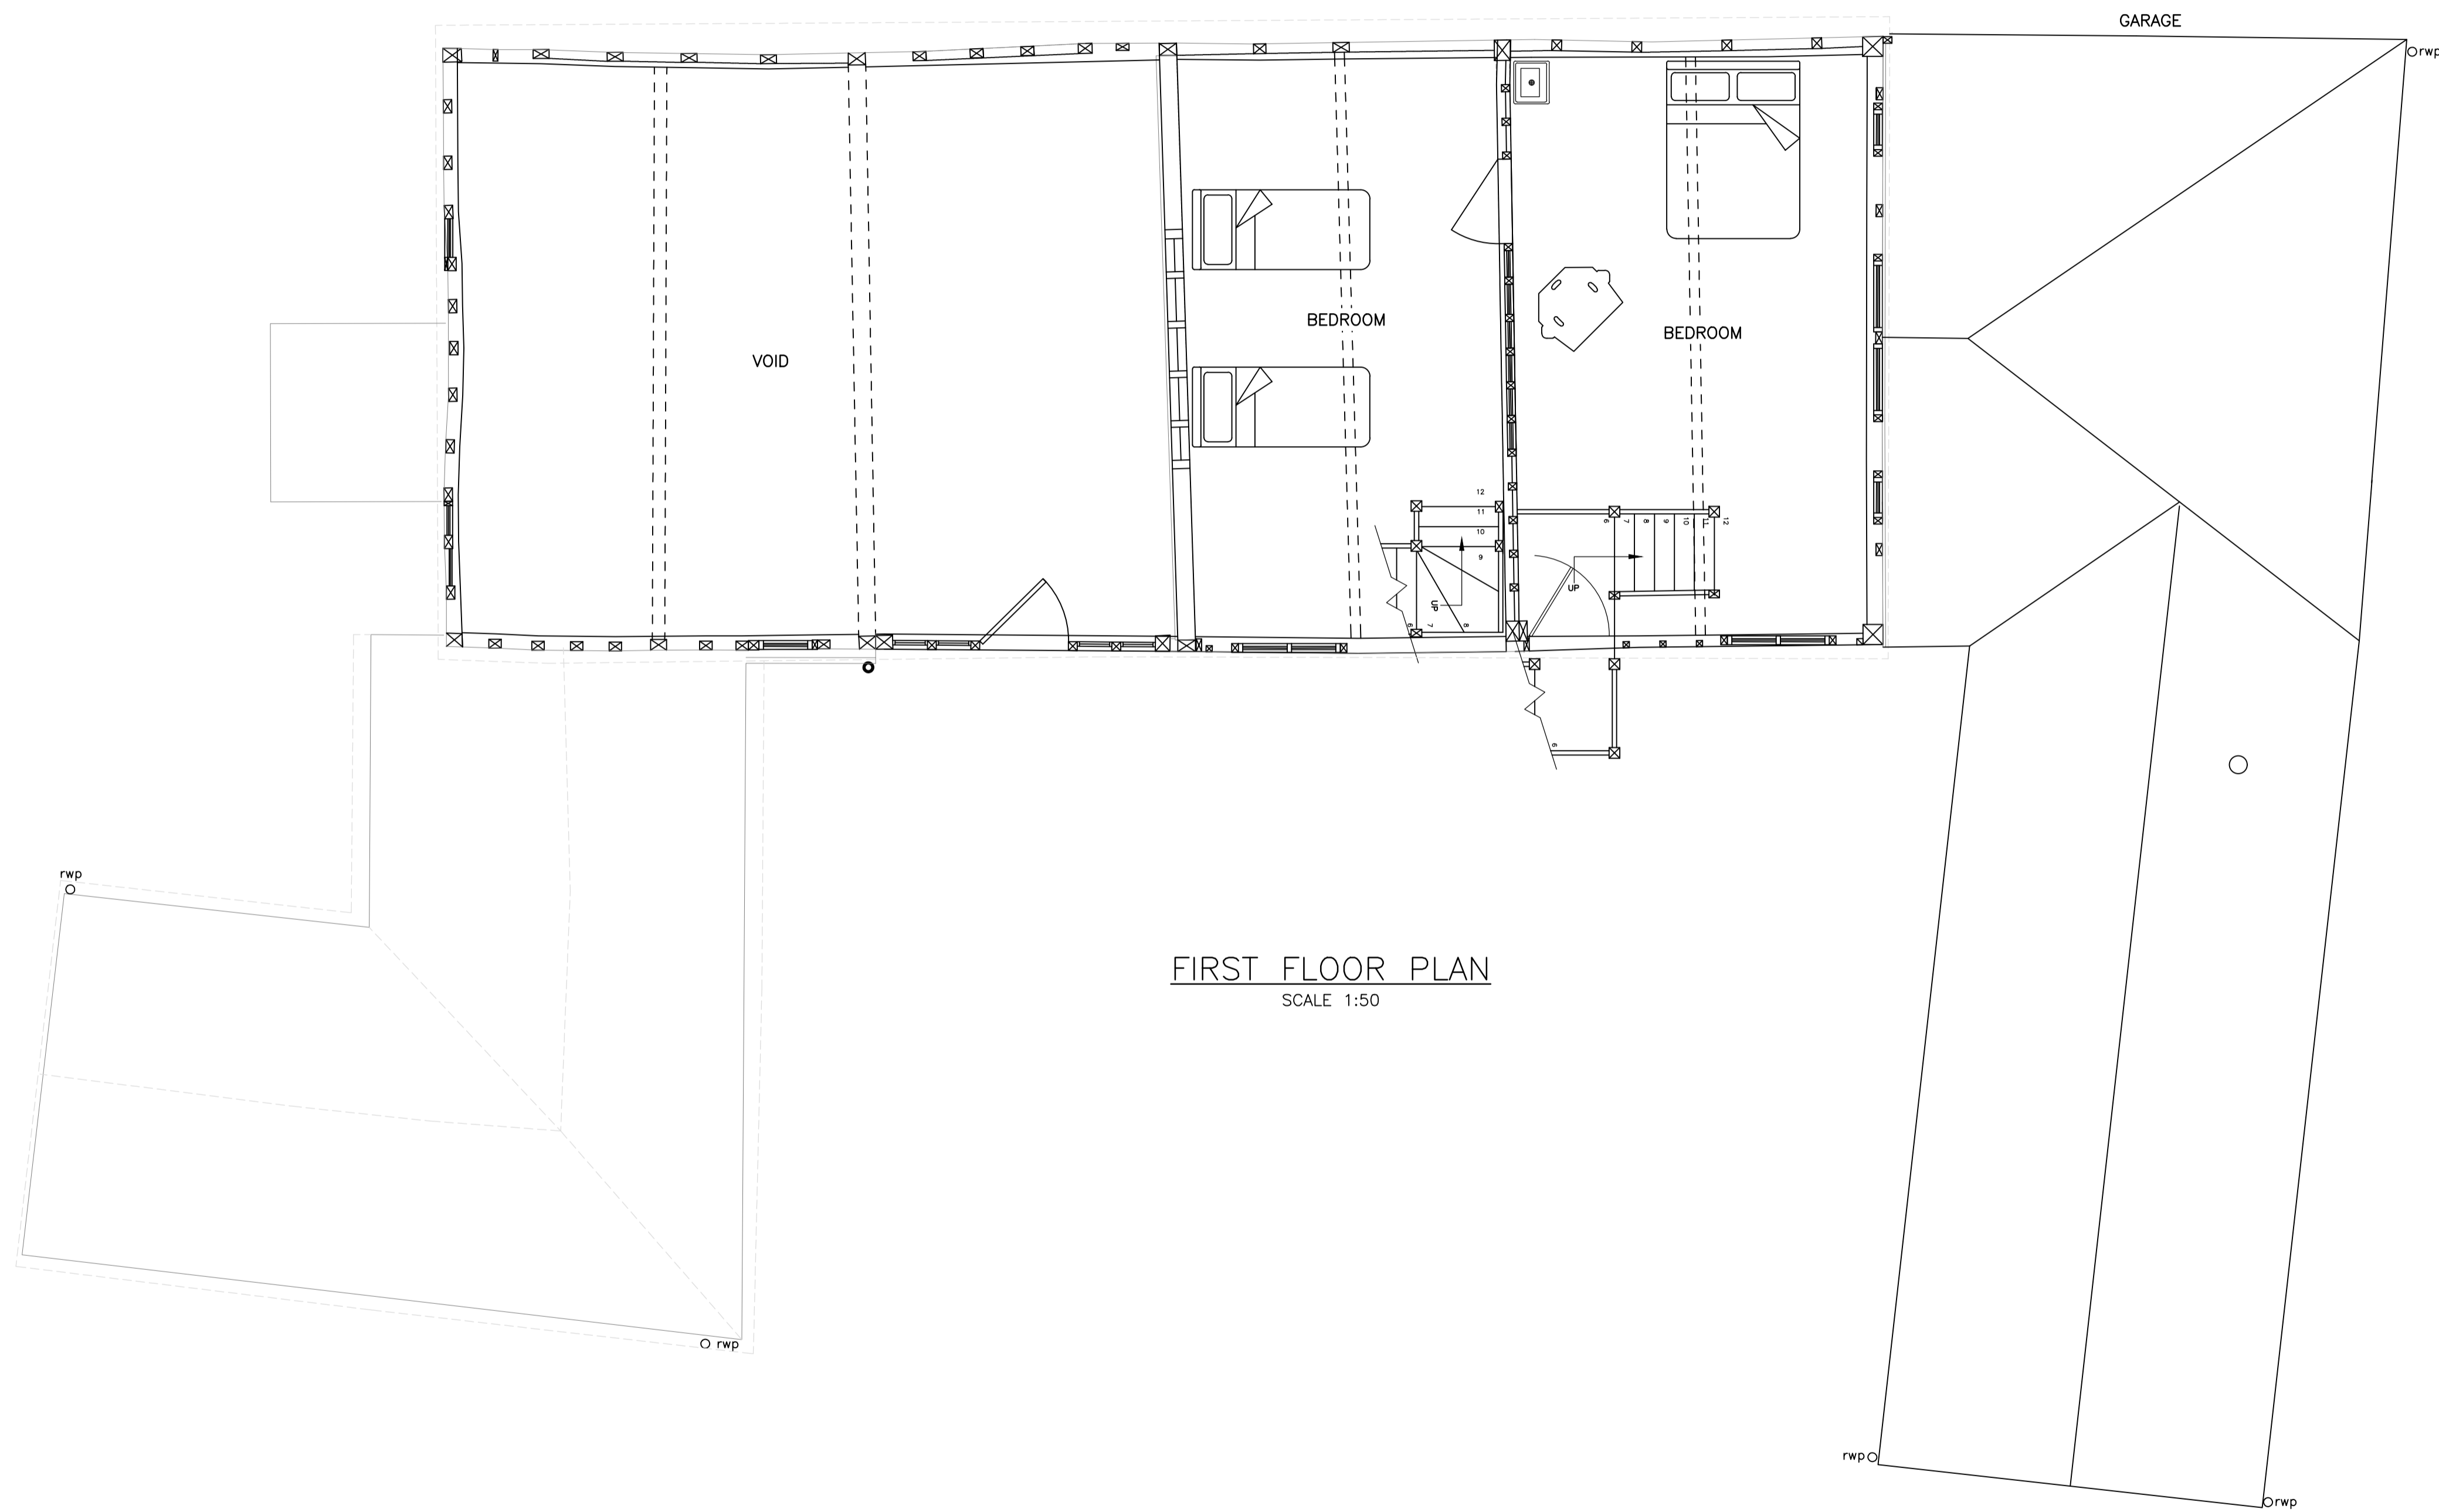 GARAGE
rwp
BEDROOM
BEDROOM
VOID
12
11
10
9
UP
6
7
8
6
7
8
9
10
11
12
UP
6
rwp
FIRST FLOOR PLAN
SCALE 1:50
rwp
rwp
rwp